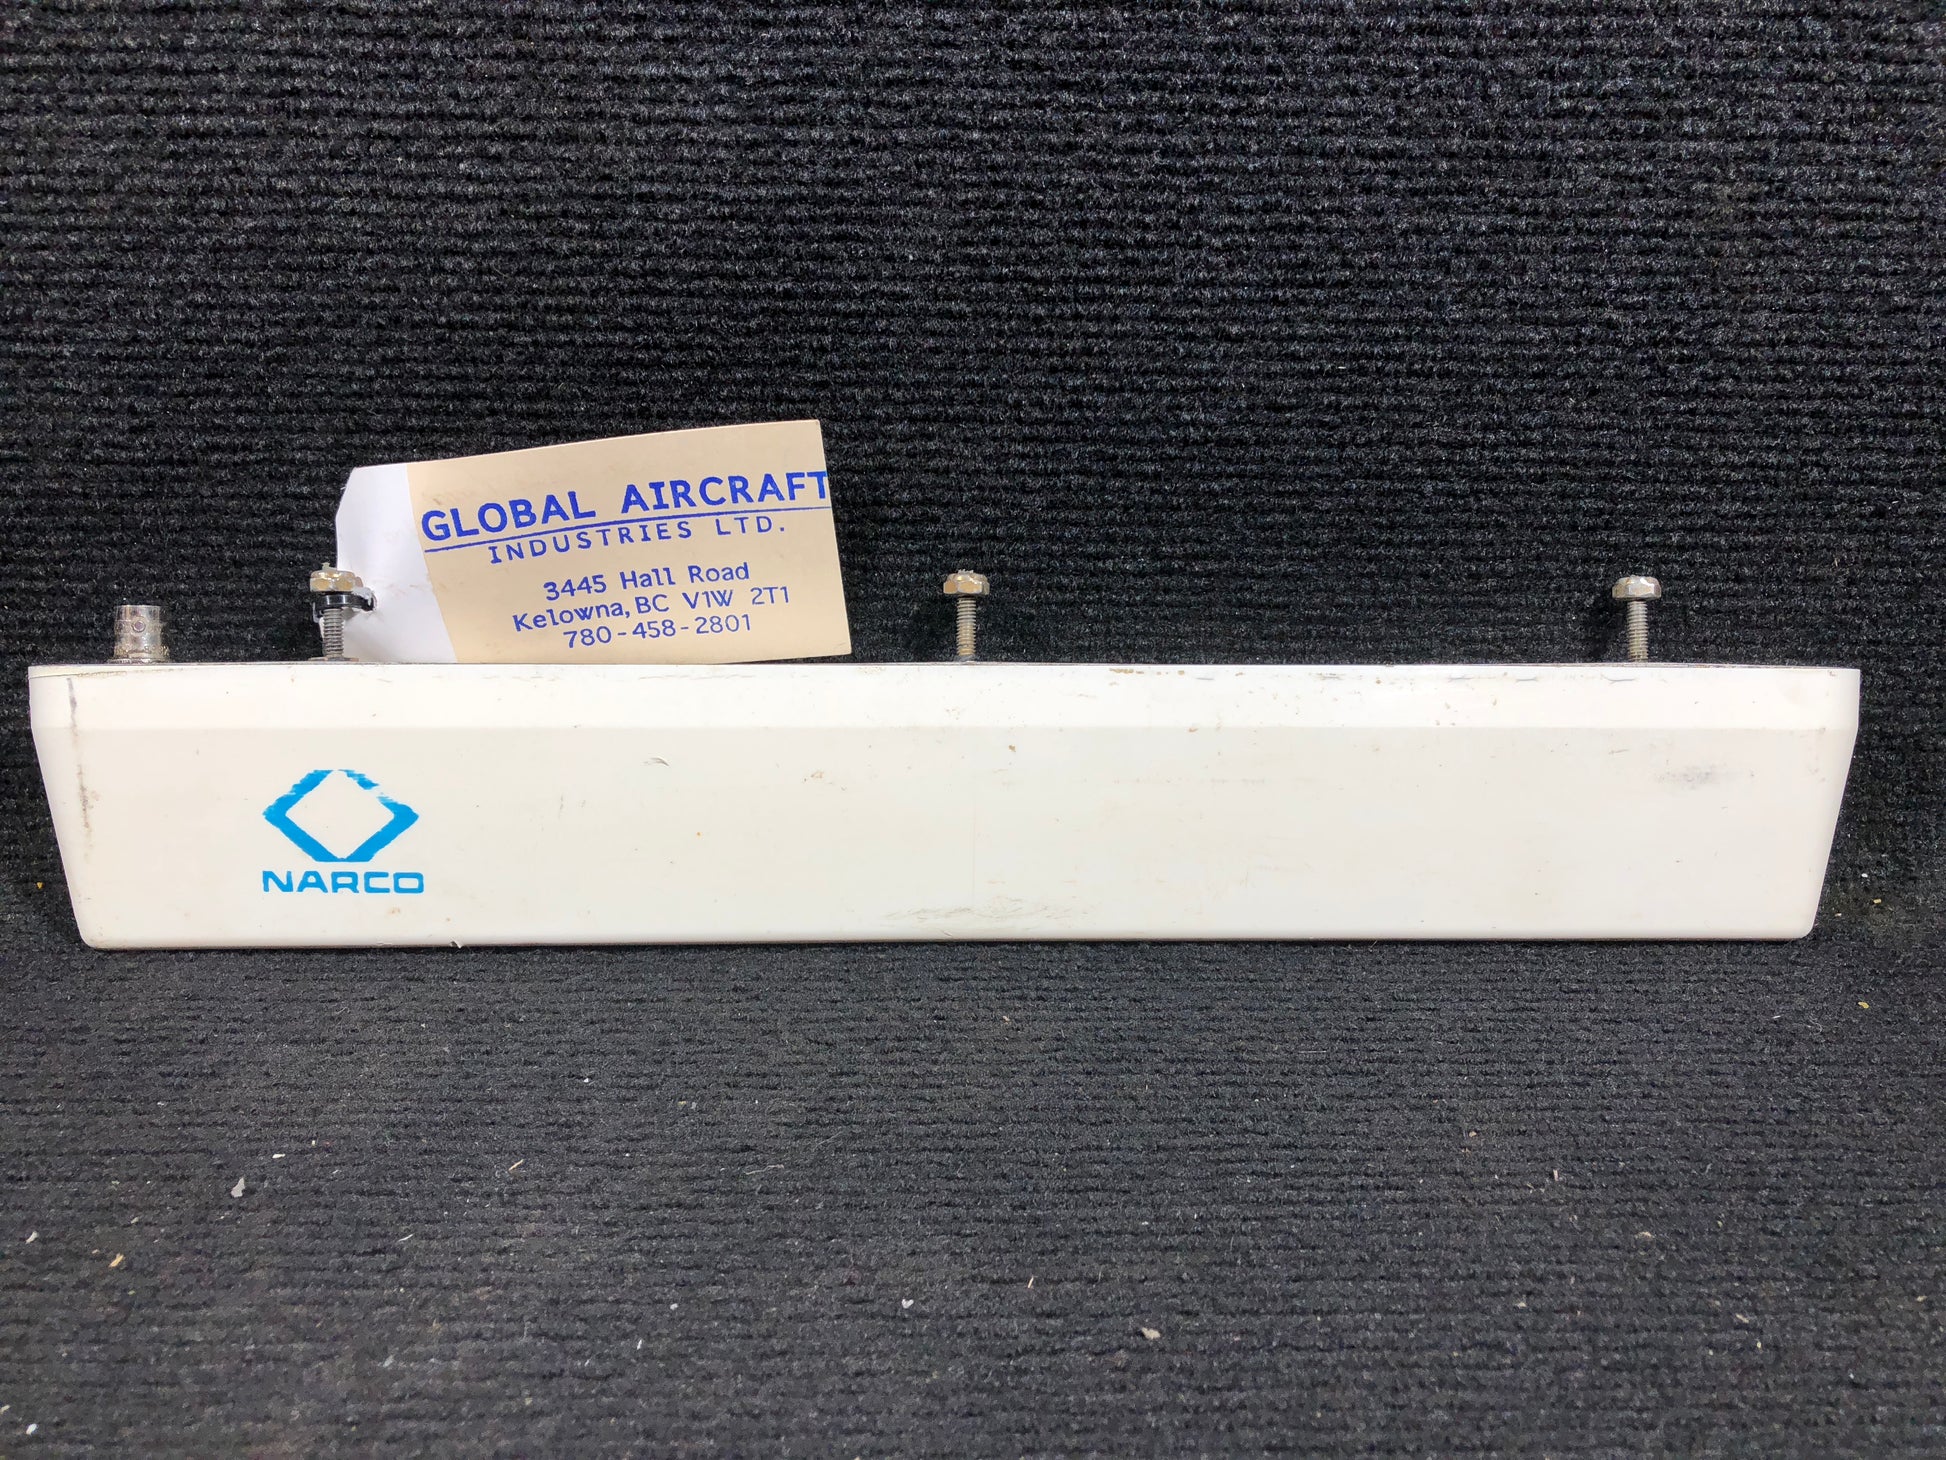 GLOBAL AIRCRAFT
INDUSTRIES LTD.
3445 Hall Road
Kelowna, BC V1W 2T1
780-458-2801
NARCO